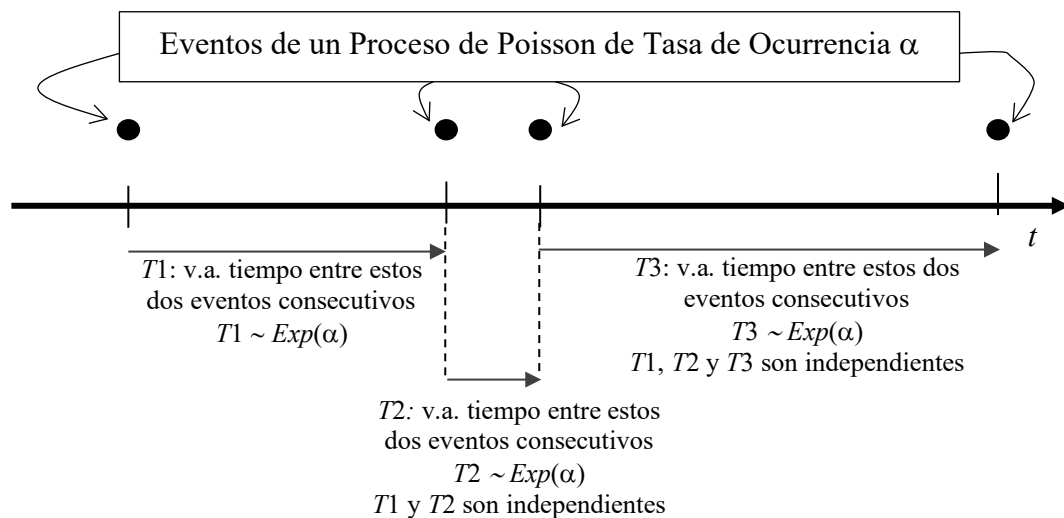 Eventos de un Proceso de Poisson de Tasa de Ocurrencia α
t
T1: v.a. tiempo entre estos
dos eventos consecutivos
T1 ~ Exp(α)
T3: v.a. tiempo entre estos dos
eventos consecutivos
T3 ~ Exp(α)
T1, T2 y T3 son independientes
T2: v.a. tiempo entre estos
dos eventos consecutivos
T2 ~ Exp(α)
T1 y T2 son independientes